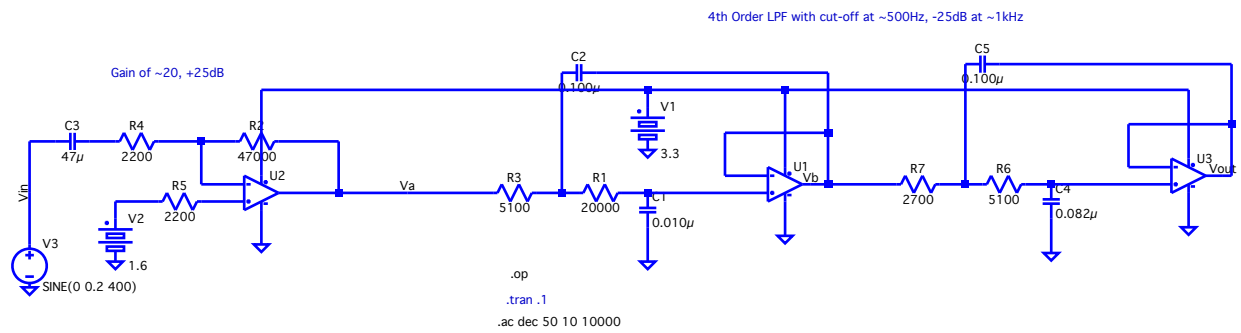 4th Order LPF with cut-off at ~500Hz, -25dB at ~1kHz
Gain of ~20, +25dB
C3
47µ
R4
2200
R2
47000
R5
2200
U2
V2
1.6
Vin
V3
SINE(0 0.2 400)
Va
C2
0.100µ
R3
5100
R1
20000
C1
0.010µ
V1
3.3
U1
Vb
C5
0.100µ
R7
2700
R6
5100
C4
0.082µ
U3
Vout
.op
.tran .1
.ac dec 50 10 10000